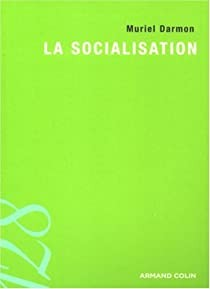 Muriel Darmon
LA SOCIALISATION
128
ARMAND COLIN